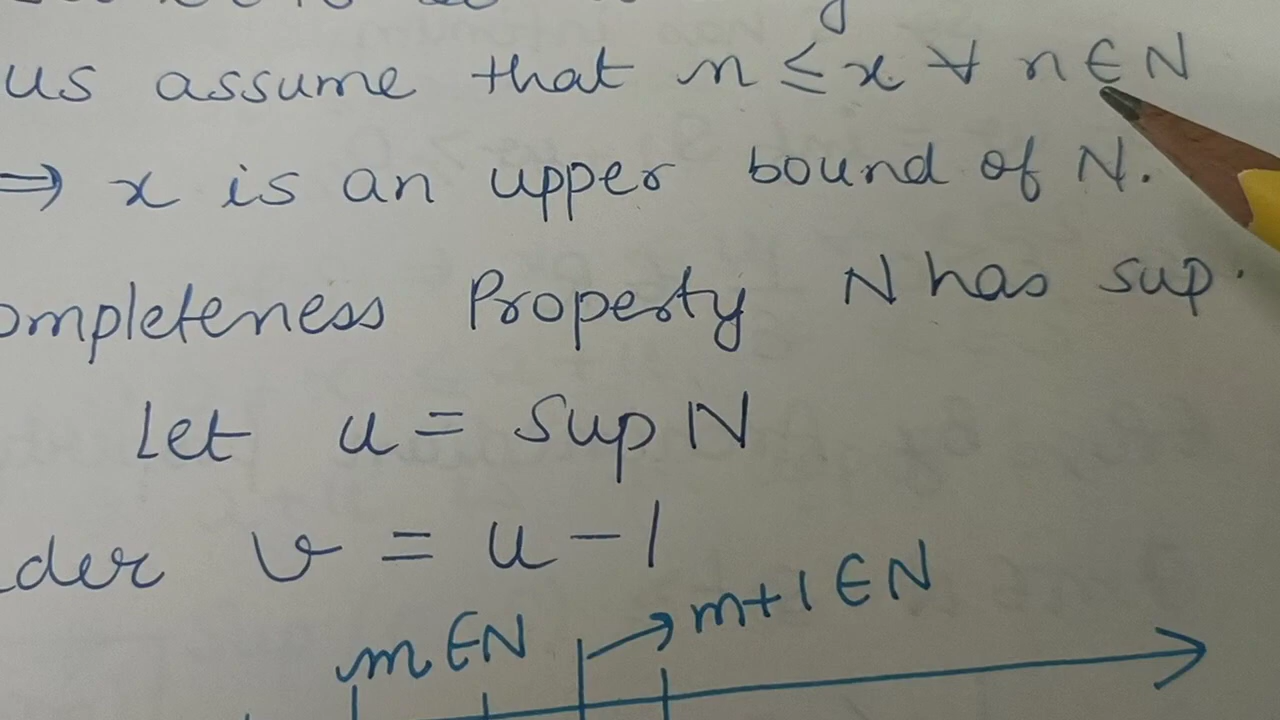 us assume that n ≤ x ∀ n ∈ N
⇒ x is an upper bound of N.
ompleteness Property N has sup.
Let u = Sup N
der v = u - 1
m ∈ N
m+1 ∈ N